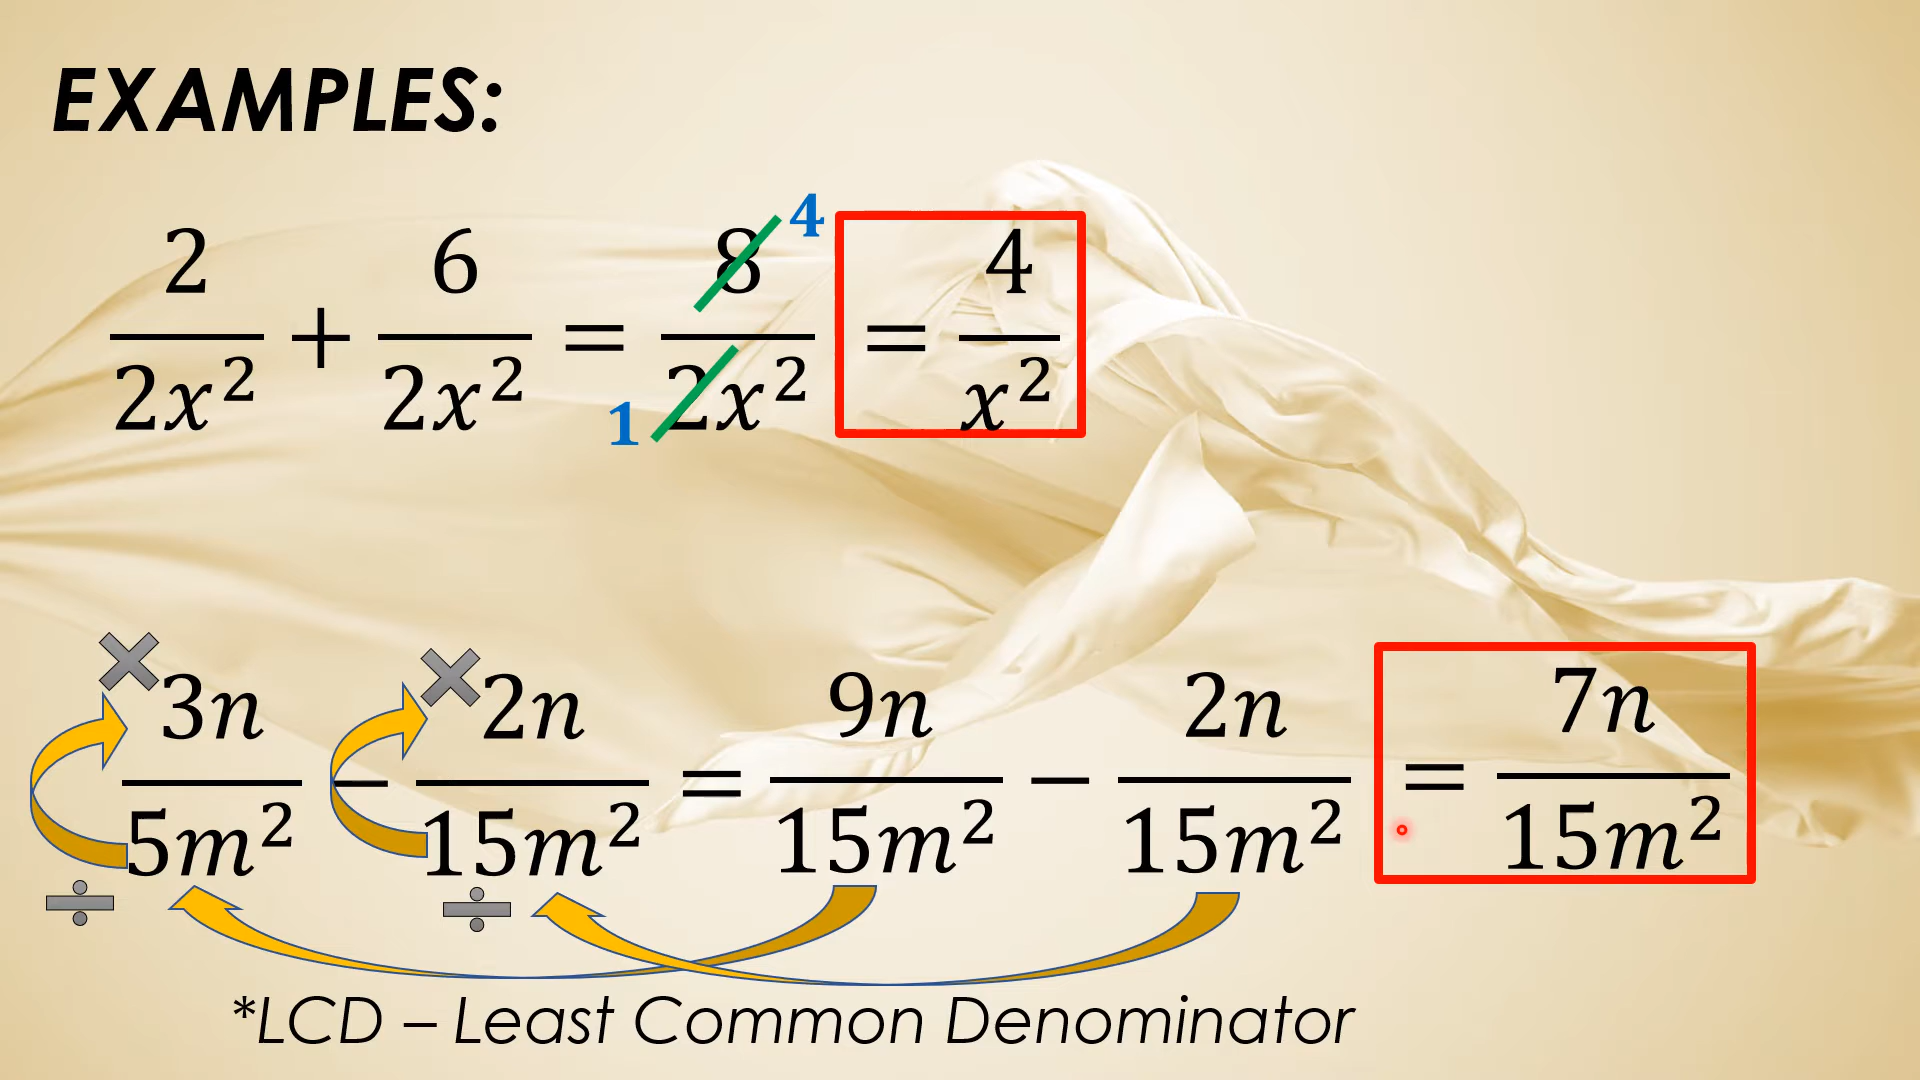 EXAMPLES:
2/2x² + 6/2x² = 8/2x² = 4/x²
4
1
3n/5m² − 2n/15m² = 9n/15m² − 2n/15m² = 7n/15m²
*LCD – Least Common Denominator